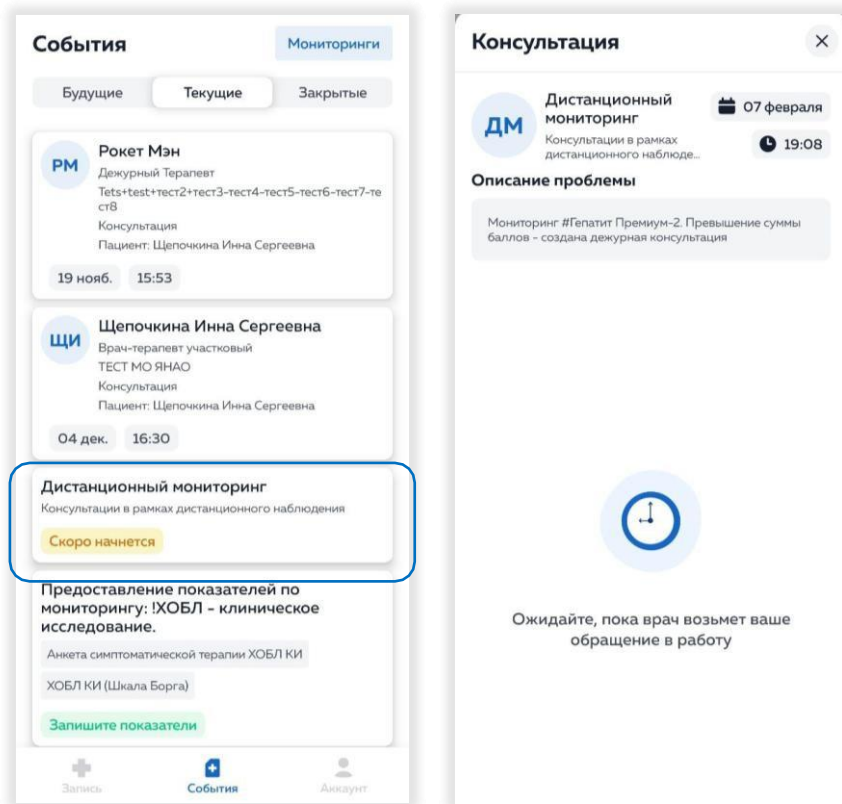 События
Мониторинги
Будущие
Текущие
Закрытые
РМ
Рокет Мэн
Дежурный Терапевт
Tets+test+тест2+тест3-тест4-тест5-тест6-тест7-те
ст8
Консультация
Пациент: Щепочкина Инна Сергеевна
19 нояб.
15:53
ЩИ
Щепочкина Инна Сергеевна
Врач-терапевт участковый
ТЕСТ МО ЯНАО
Консультация
Пациент: Щепочкина Инна Сергеевна
04 дек.
16:30
Дистанционный мониторинг
Консультации в рамках дистанционного наблюдения
Скоро начнется
Предоставление показателей по
мониторингу: !ХОБЛ - клиническое
исследование.
Анкета симптоматической терапии ХОБЛ КИ
ХОБЛ КИ (Шкала Борга)
Запишите показатели
Запись
События
Аккаунт
Консультация
ДМ
Дистанционный
мониторинг
Консультации в рамках
дистанционного наблюде...
07 февраля
19:08
Описание проблемы
Мониторинг #Гепатит Премиум-2. Превышение суммы
баллов - создана дежурная консультация
Ожидайте, пока врач возьмет ваше
обращение в работу